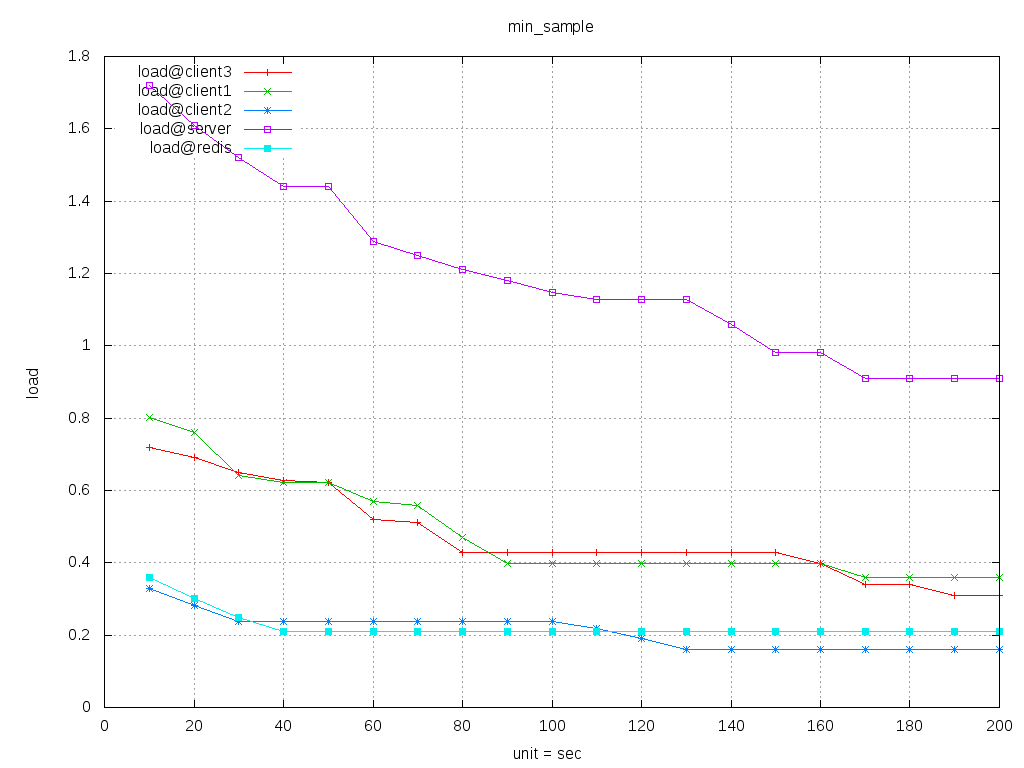 min_sample
1.8
1.6
1.4
1.2
1
0.8
0.6
0.4
0.2
0
load
load@client3
load@client1
load@client2
load@server
load@redis
0 20 40 60 80 100 120 140 160 180 200
unit = sec